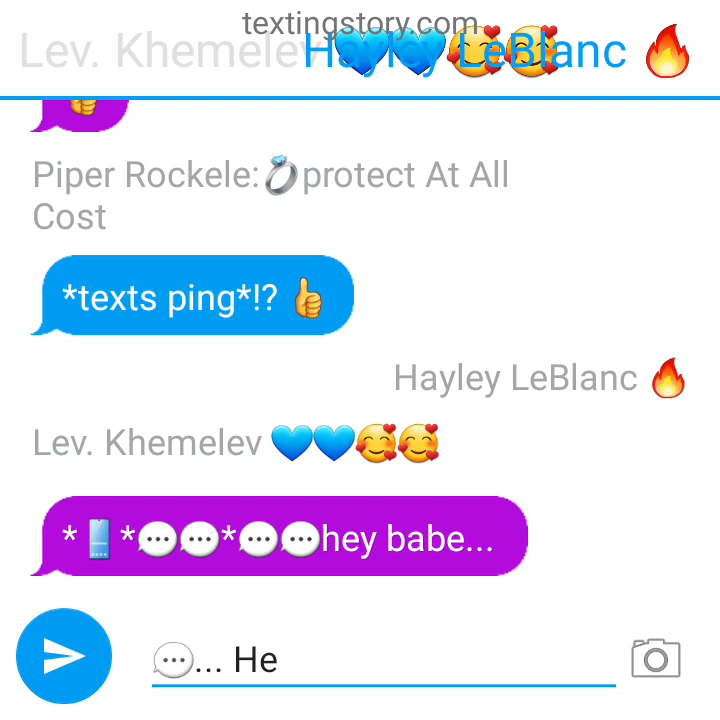 textingstory.com
Lev. Khemelev 💙💙🥰🥰
Hayley LeBlanc 🔥
👍
Piper Rockele:💍protect At All
Cost
*texts ping*!? 👍
Hayley LeBlanc 🔥
Lev. Khemelev 💙💙🥰🥰
*📱*💬💬*💬💬hey babe...
💬... He